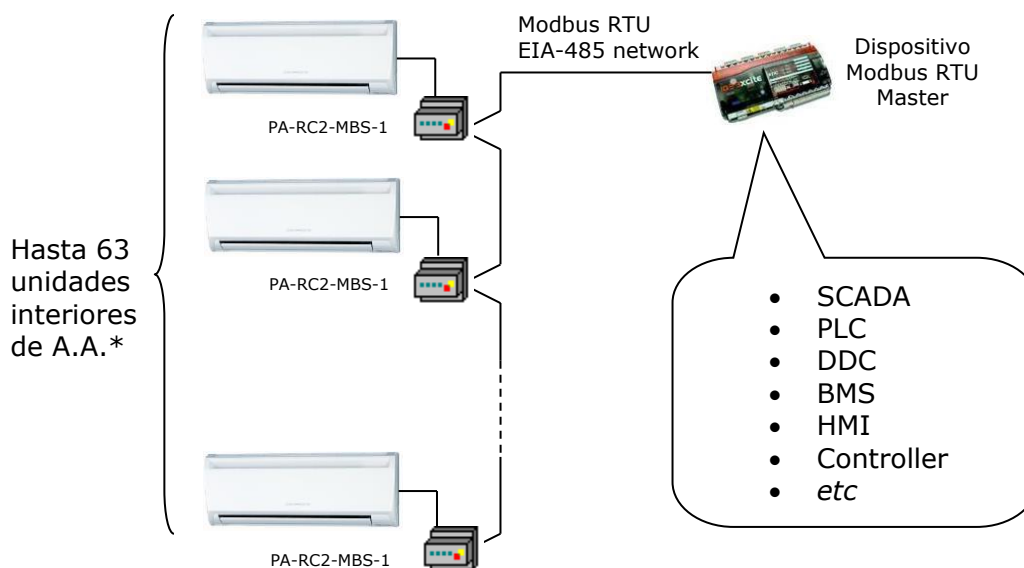 Modbus RTU
EIA-485 network
Dispositivo
Modbus RTU
Master
PA-RC2-MBS-1
PA-RC2-MBS-1
Hasta 63
unidades
interiores
de A.A.*
• SCADA
• PLC
• DDC
• BMS
• HMI
• Controller
• etc
PA-RC2-MBS-1